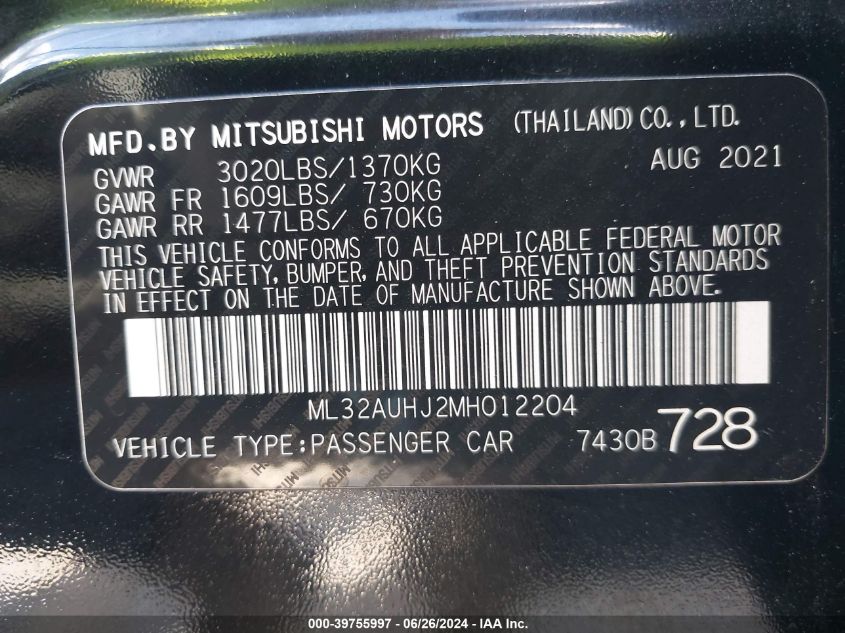 MFD.BY MITSUBISHI MOTORS (THAILAND)CO.,LTD.
GVWR 3020LBS/1370KG AUG 2021
GAWR FR 1609LBS/ 730KG
GAWR RR 1477LBS/ 670KG
THIS VEHICLE CONFORMS TO ALL APPLICABLE FEDERAL MOTOR
VEHICLE SAFETY, BUMPER, AND THEFT PREVENTION STANDARDS
IN EFFECT ON THE DATE OF MANUFACTURE SHOWN ABOVE.
ML32AUHJ2MH012204
VEHICLE TYPE:PASSENGER CAR 7430B 728
000-39755997 - 06/26/2024 - IAA Inc.